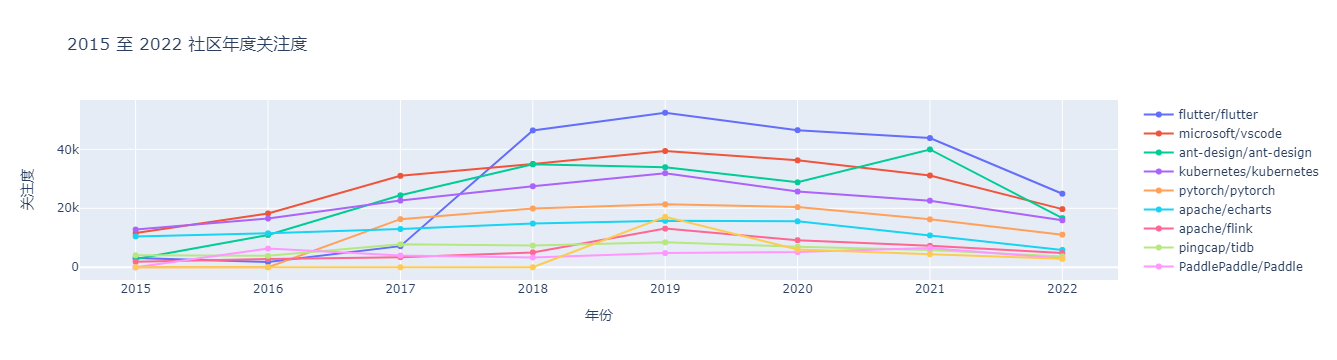 2015 至 2022 社区年度关注度
关注度
40k
20k
0
2015 2016 2017 2018 2019 2020 2021 2022
年份
flutter/flutter
microsoft/vscode
ant-design/ant-design
kubernetes/kubernetes
pytorch/pytorch
apache/echarts
apache/flink
pingcap/tidb
PaddlePaddle/Paddle